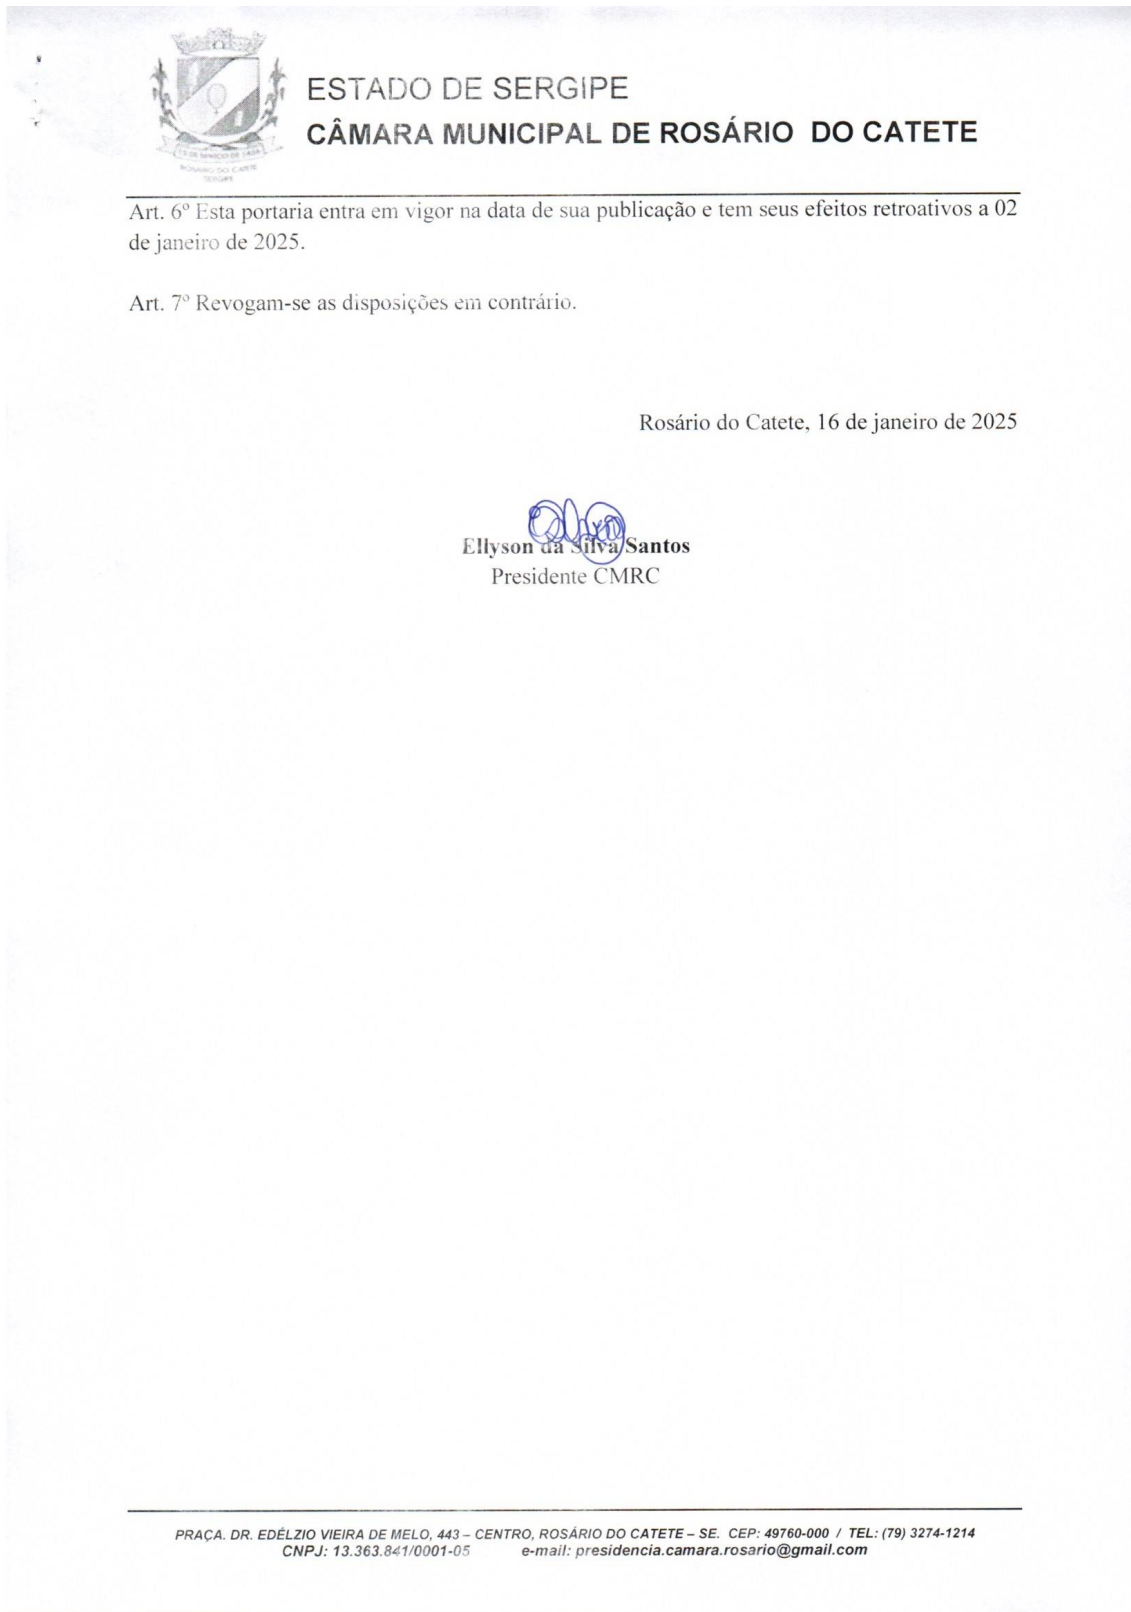 ESTADO DE SERGIPE
CÂMARA MUNICIPAL DE ROSÁRIO DO CATETE
ROSÁRIO DO CATETE
SERGIPE
Art. 6º Esta portaria entra em vigor na data de sua publicação e tem seus efeitos retroativos a 02
de janeiro de 2025.
Art. 7º Revogam-se as disposições em contrário.
Rosário do Catete, 16 de janeiro de 2025
Ellyson da Silva Santos
Presidente CMRC
PRAÇA. DR. EDÉLZIO VIEIRA DE MELO, 443 – CENTRO, ROSÁRIO DO CATETE – SE. CEP: 49760-000 / TEL: (79) 3274-1214
CNPJ: 13.363.841/0001-05 e-mail: presidencia.camara.rosario@gmail.com